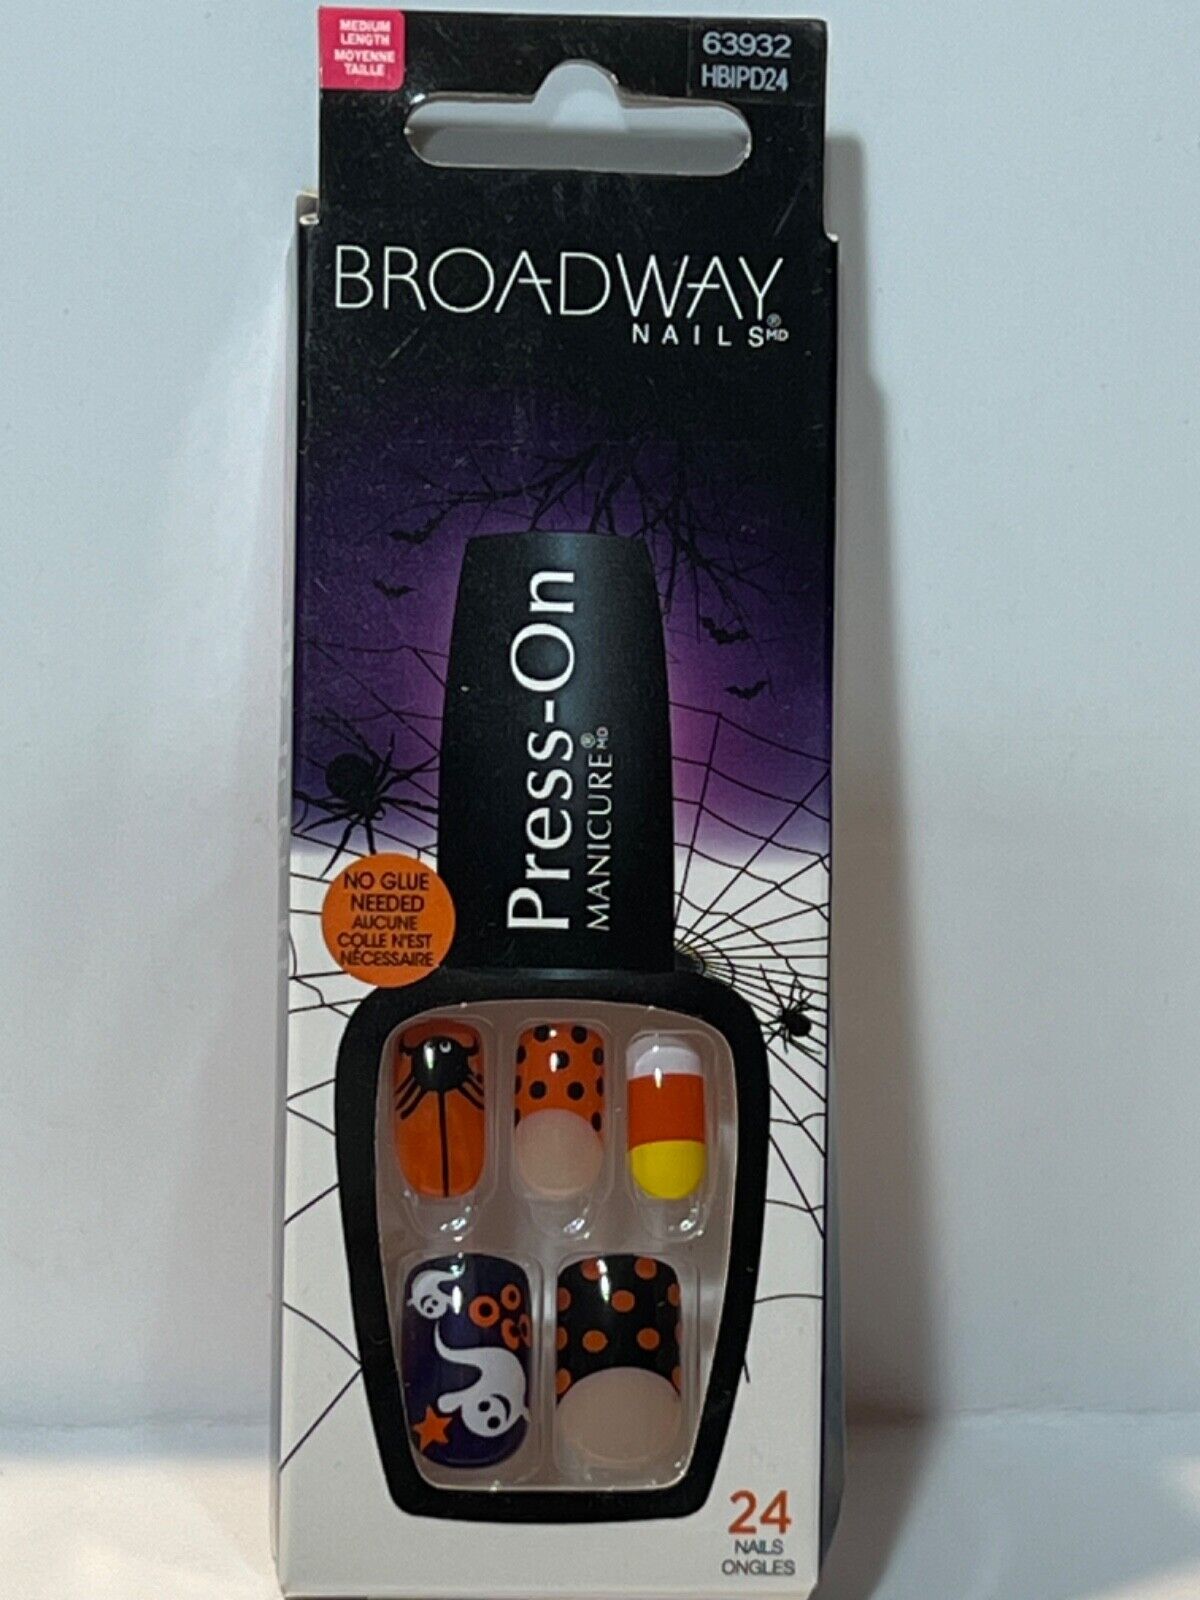 MEDIUM
LENGTH
MOYENNE
TAILLE
63932
HBIPD24
BROADWAY
NAILS®MD
Press-On
MANICURE®MD
NO GLUE
NEEDED
AUCUNE
COLLE N'EST
NÉCESSAIRE
24
NAILS
ONGLES